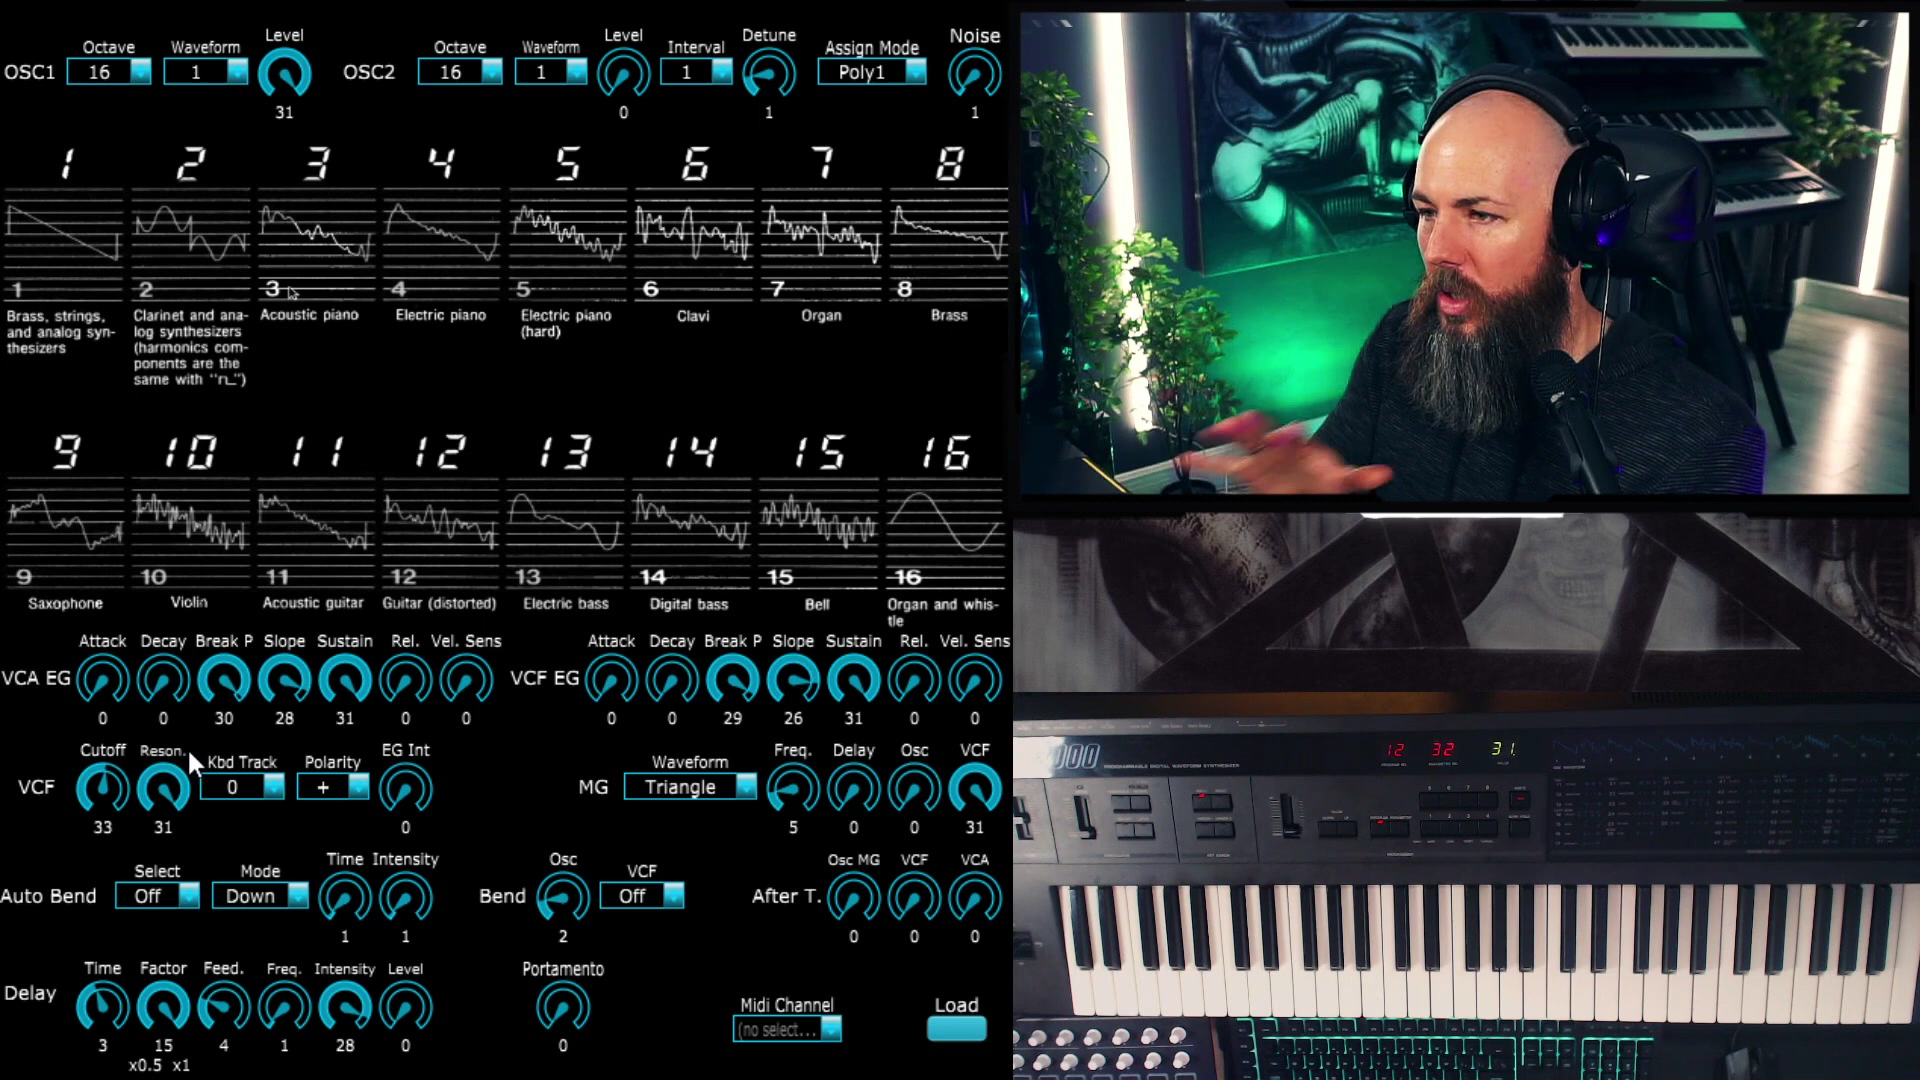 Octave Waveform Level
OSC1 16 1
31
Octave Waveform Level Interval Detune Assign Mode Noise
OSC2 16 1 1 Poly1
0 1 1
1 2 3 4 5 6 7 8
1 2 3 4 5 6 7 8
Brass, strings,
and analog syn-
thesizers
Clarinet and ana-
log synthesizers
(harmonics com-
ponents are the
same with "⊓⊔")
Acoustic piano
Electric piano
Electric piano
(hard)
Clavi
Organ
Brass
9 10 11 12 13 14 15 16
9 10 11 12 13 14 15 16
Saxophone
Violin
Acoustic guitar
Guitar (distorted)
Electric bass
Digital bass
Bell
Organ and whis-
tle
Attack Decay Break P Slope Sustain Rel. Vel. Sens
VCA EG
0 0 30 28 31 0 0
Attack Decay Break P Slope Sustain Rel. Vel. Sens
VCF EG
0 0 29 26 31 0 0
Cutoff Reson. Kbd Track Polarity EG Int
VCF 0 +
33 31 0
Waveform Freq. Delay Osc VCF
MG Triangle
5 0 0 31
Select Mode Time Intensity
Auto Bend Off Down
1 1
Osc VCF
Bend Off
2
Osc MG VCF VCA
After T.
0 0 0
Time Factor Feed. Freq. Intensity Level
Delay
3 15 4 1 28 0
x0.5 x1
Portamento
0
Midi Channel
(no select...
Load
000 PROGRAMMABLE DIGITAL WAVEFORM SYNTHESIZER
12 32 31